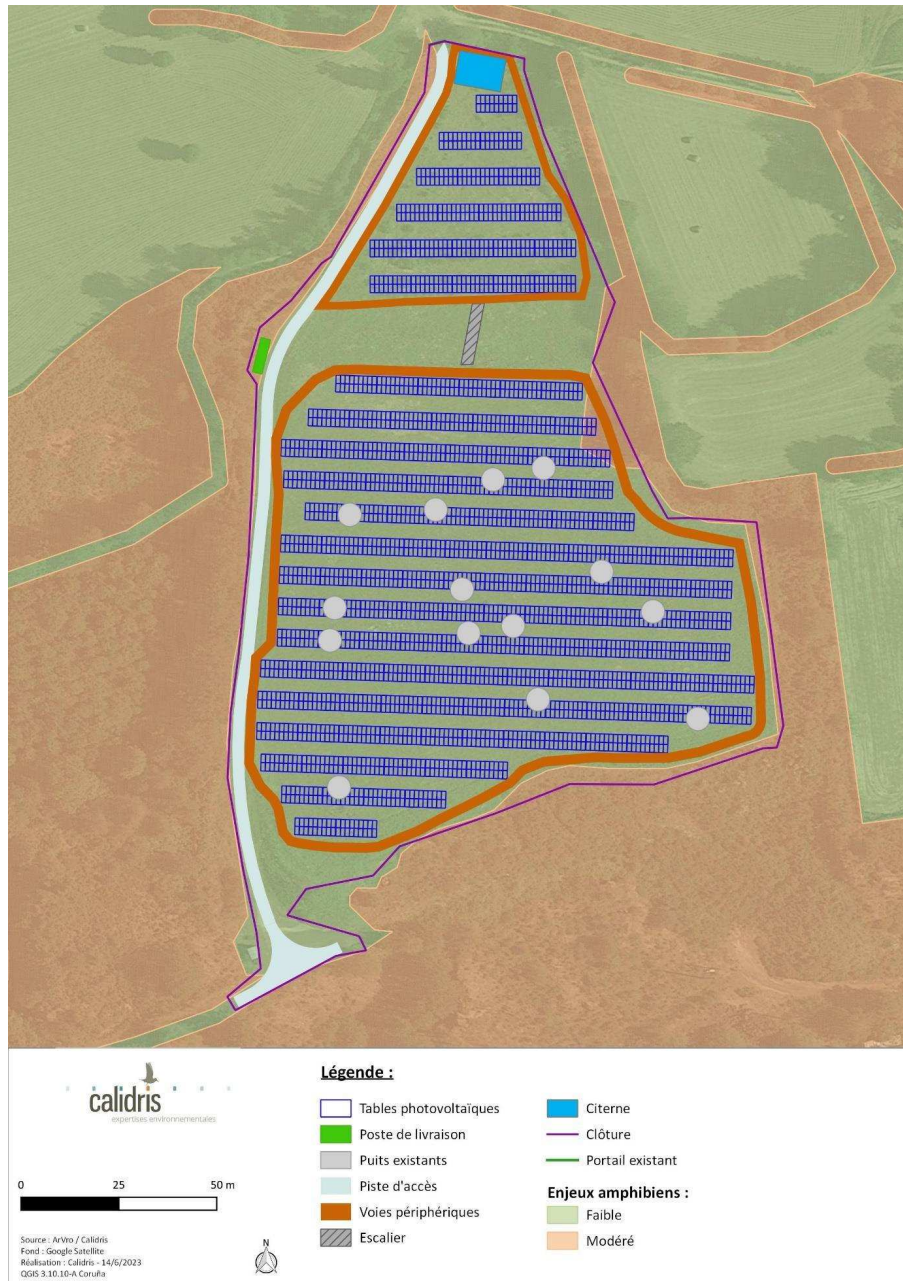 calidris
expertises environnementales
0 25 50 m
Source : ArVro / Calidris
Fond : Google Satellite
Réalisation : Calidris - 14/6/2023
QGIS 3.10.10-A Coruña
N
Légende :
Tables photovoltaïques
Poste de livraison
Puits existants
Piste d'accès
Voies périphériques
Escalier
Citerne
Clôture
Portail existant
Enjeux amphibiens :
Faible
Modéré